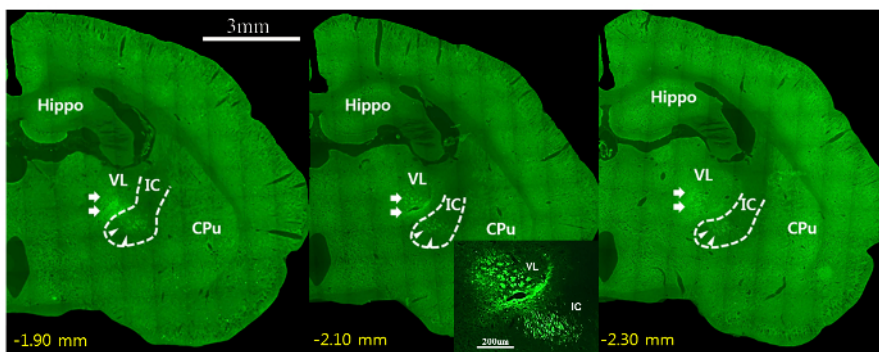 3mm
Hippo
VL
IC
CPu
-1.90 mm
Hippo
VL
IC
-2.10 mm
VL
IC
200um
Hippo
VL
IC
CPu
-2.30 mm